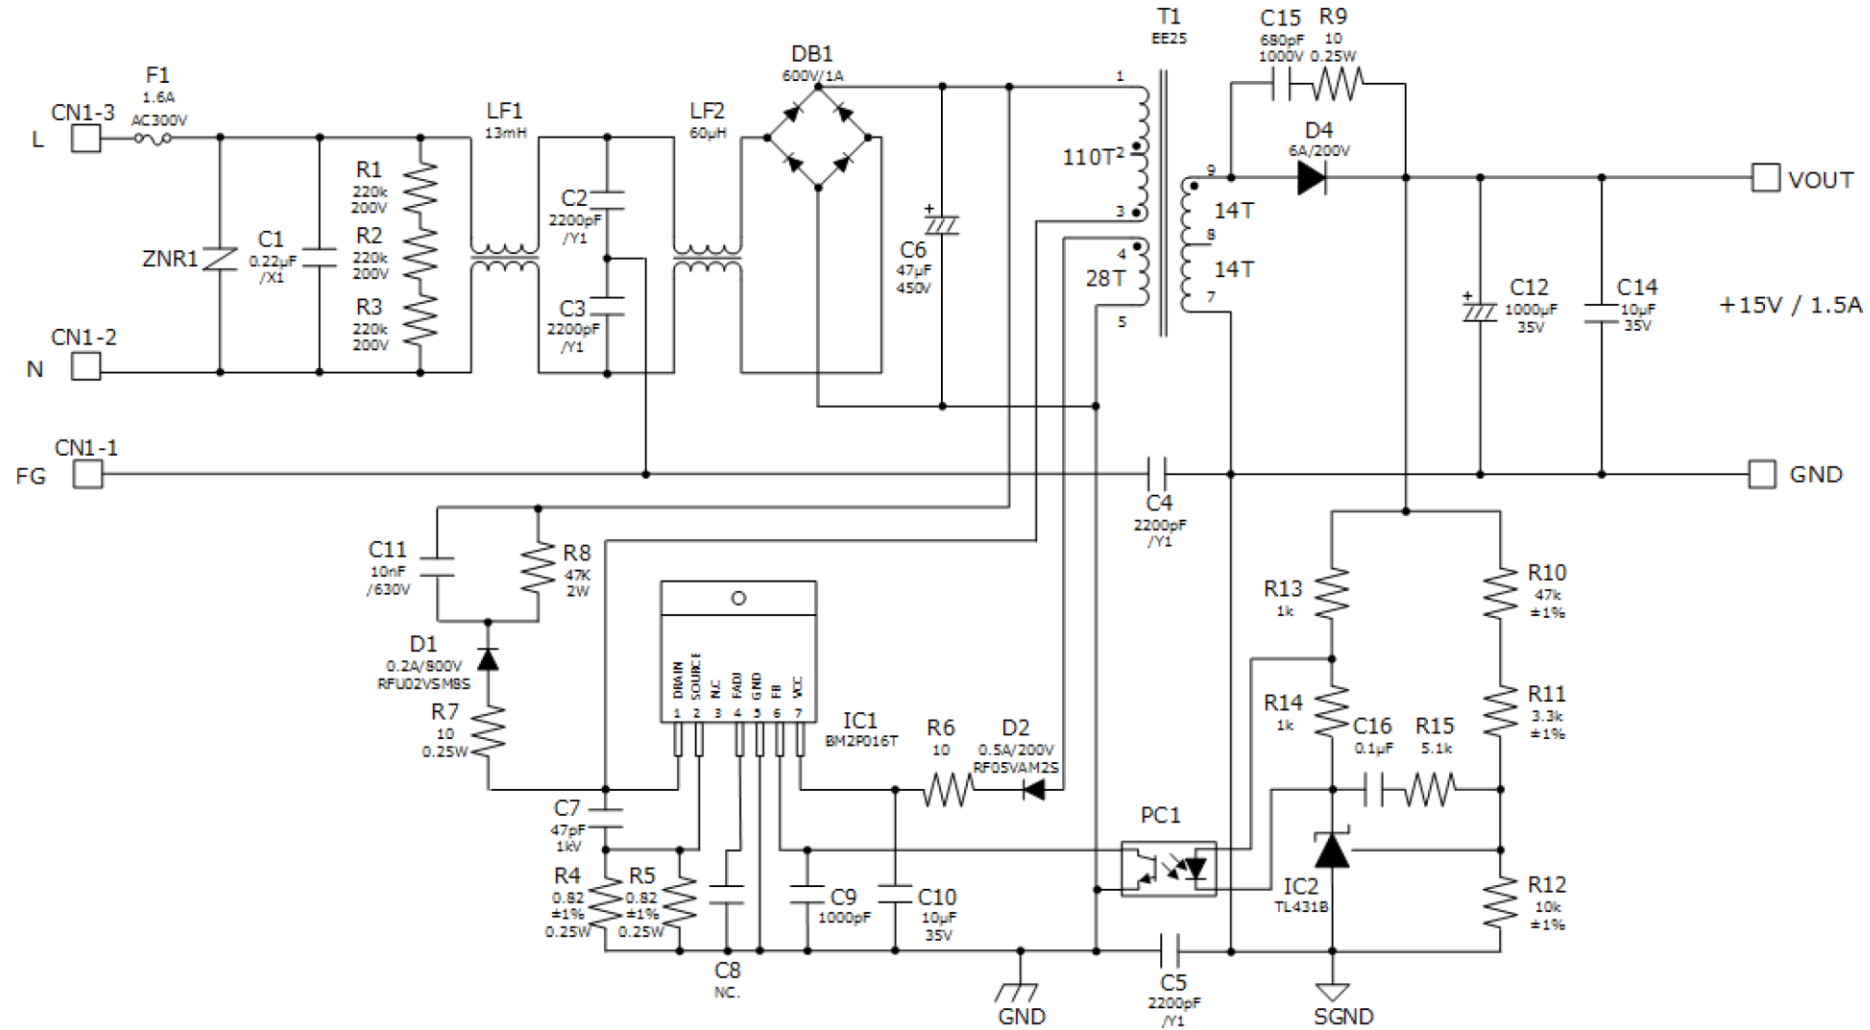 T1
EE25
C15
680pF
1000V
R9
10
0.25W
F1
1.6A
AC300V
DB1
600V/1A
CN1-3
L
LF1
13mH
LF2
60μH
1
110T
2
3
4
28T
5
9
14T
8
14T
7
D4
6A/200V
VOUT
R1
220k
200V
R2
220k
200V
R3
220k
200V
ZNR1
C1
0.22μF
/X1
C2
2200pF
/Y1
C3
2200pF
/Y1
C6
+
47μF
450V
+
C12
1000μF
35V
C14
10μF
35V
+15V / 1.5A
CN1-2
N
CN1-1
FG
C4
2200pF
/Y1
GND
C11
10nF
/630V
R8
47K
2W
D1
0.2A/800V
RFU02VSM8S
R7
10
0.25W
DRAIN
SOURCE
N.C
FADJ
GND
FB
VCC
1 2 3 4 5 6 7
IC1
BM2P016T
R6
10
D2
0.5A/200V
RF05VAM2S
R13
1k
R10
47k
±1%
R14
1k
R11
3.3k
±1%
C16
0.1μF
R15
5.1k
PC1
C7
47pF
1kV
R4
0.82
±1%
0.25W
R5
0.82
±1%
0.25W
C8
NC.
C9
1000pF
C10
10μF
35V
IC2
TL431B
R12
10k
±1%
C5
2200pF
/Y1
GND
SGND